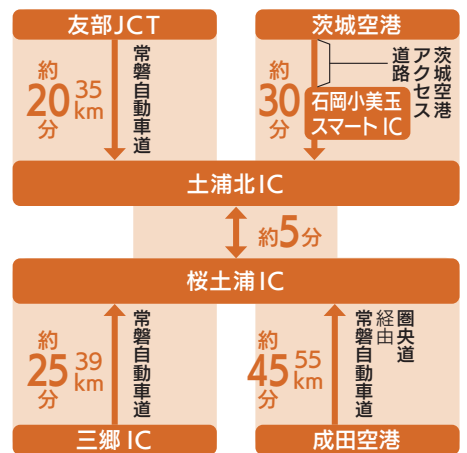 友部JCT
約
20
分
35
km
常磐自動車道
茨城空港
約
30
分
茨城空港
アクセス
道路
石岡小美玉
スマートIC
土浦北IC
約5分
桜土浦IC
約
25
分
39
km
常磐自動車道
三郷IC
約
45
分
55
km
圏央道
経由
常磐自動車道
成田空港